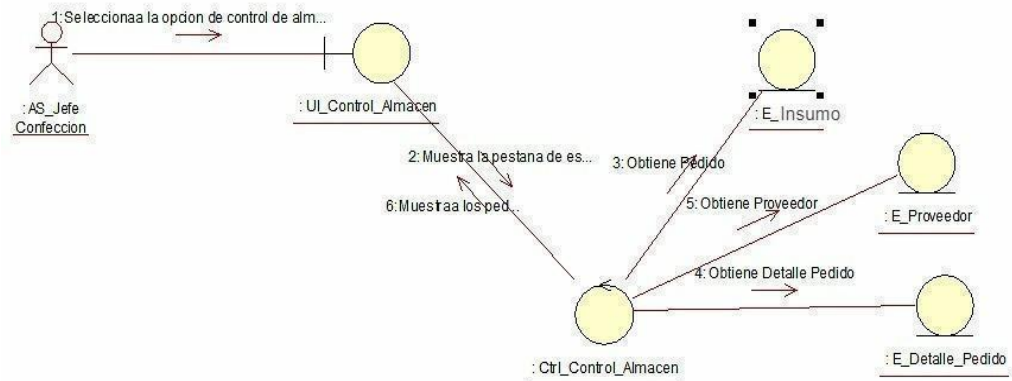 1:Seleccionaa la opcion de control de alm...
: AS_Jefe
Confeccion
: UI_Control_Almacen
: E_Insumo
2: Muestra la pestana de es...
3: Obtiene Pedido
6:Muestraa los ped...
5: Obtiene Proveedor
: E_Proveedor
4: Obtiene Detalle Pedido
: Ctrl_Control_Almacen
: E_Detalle_Pedido